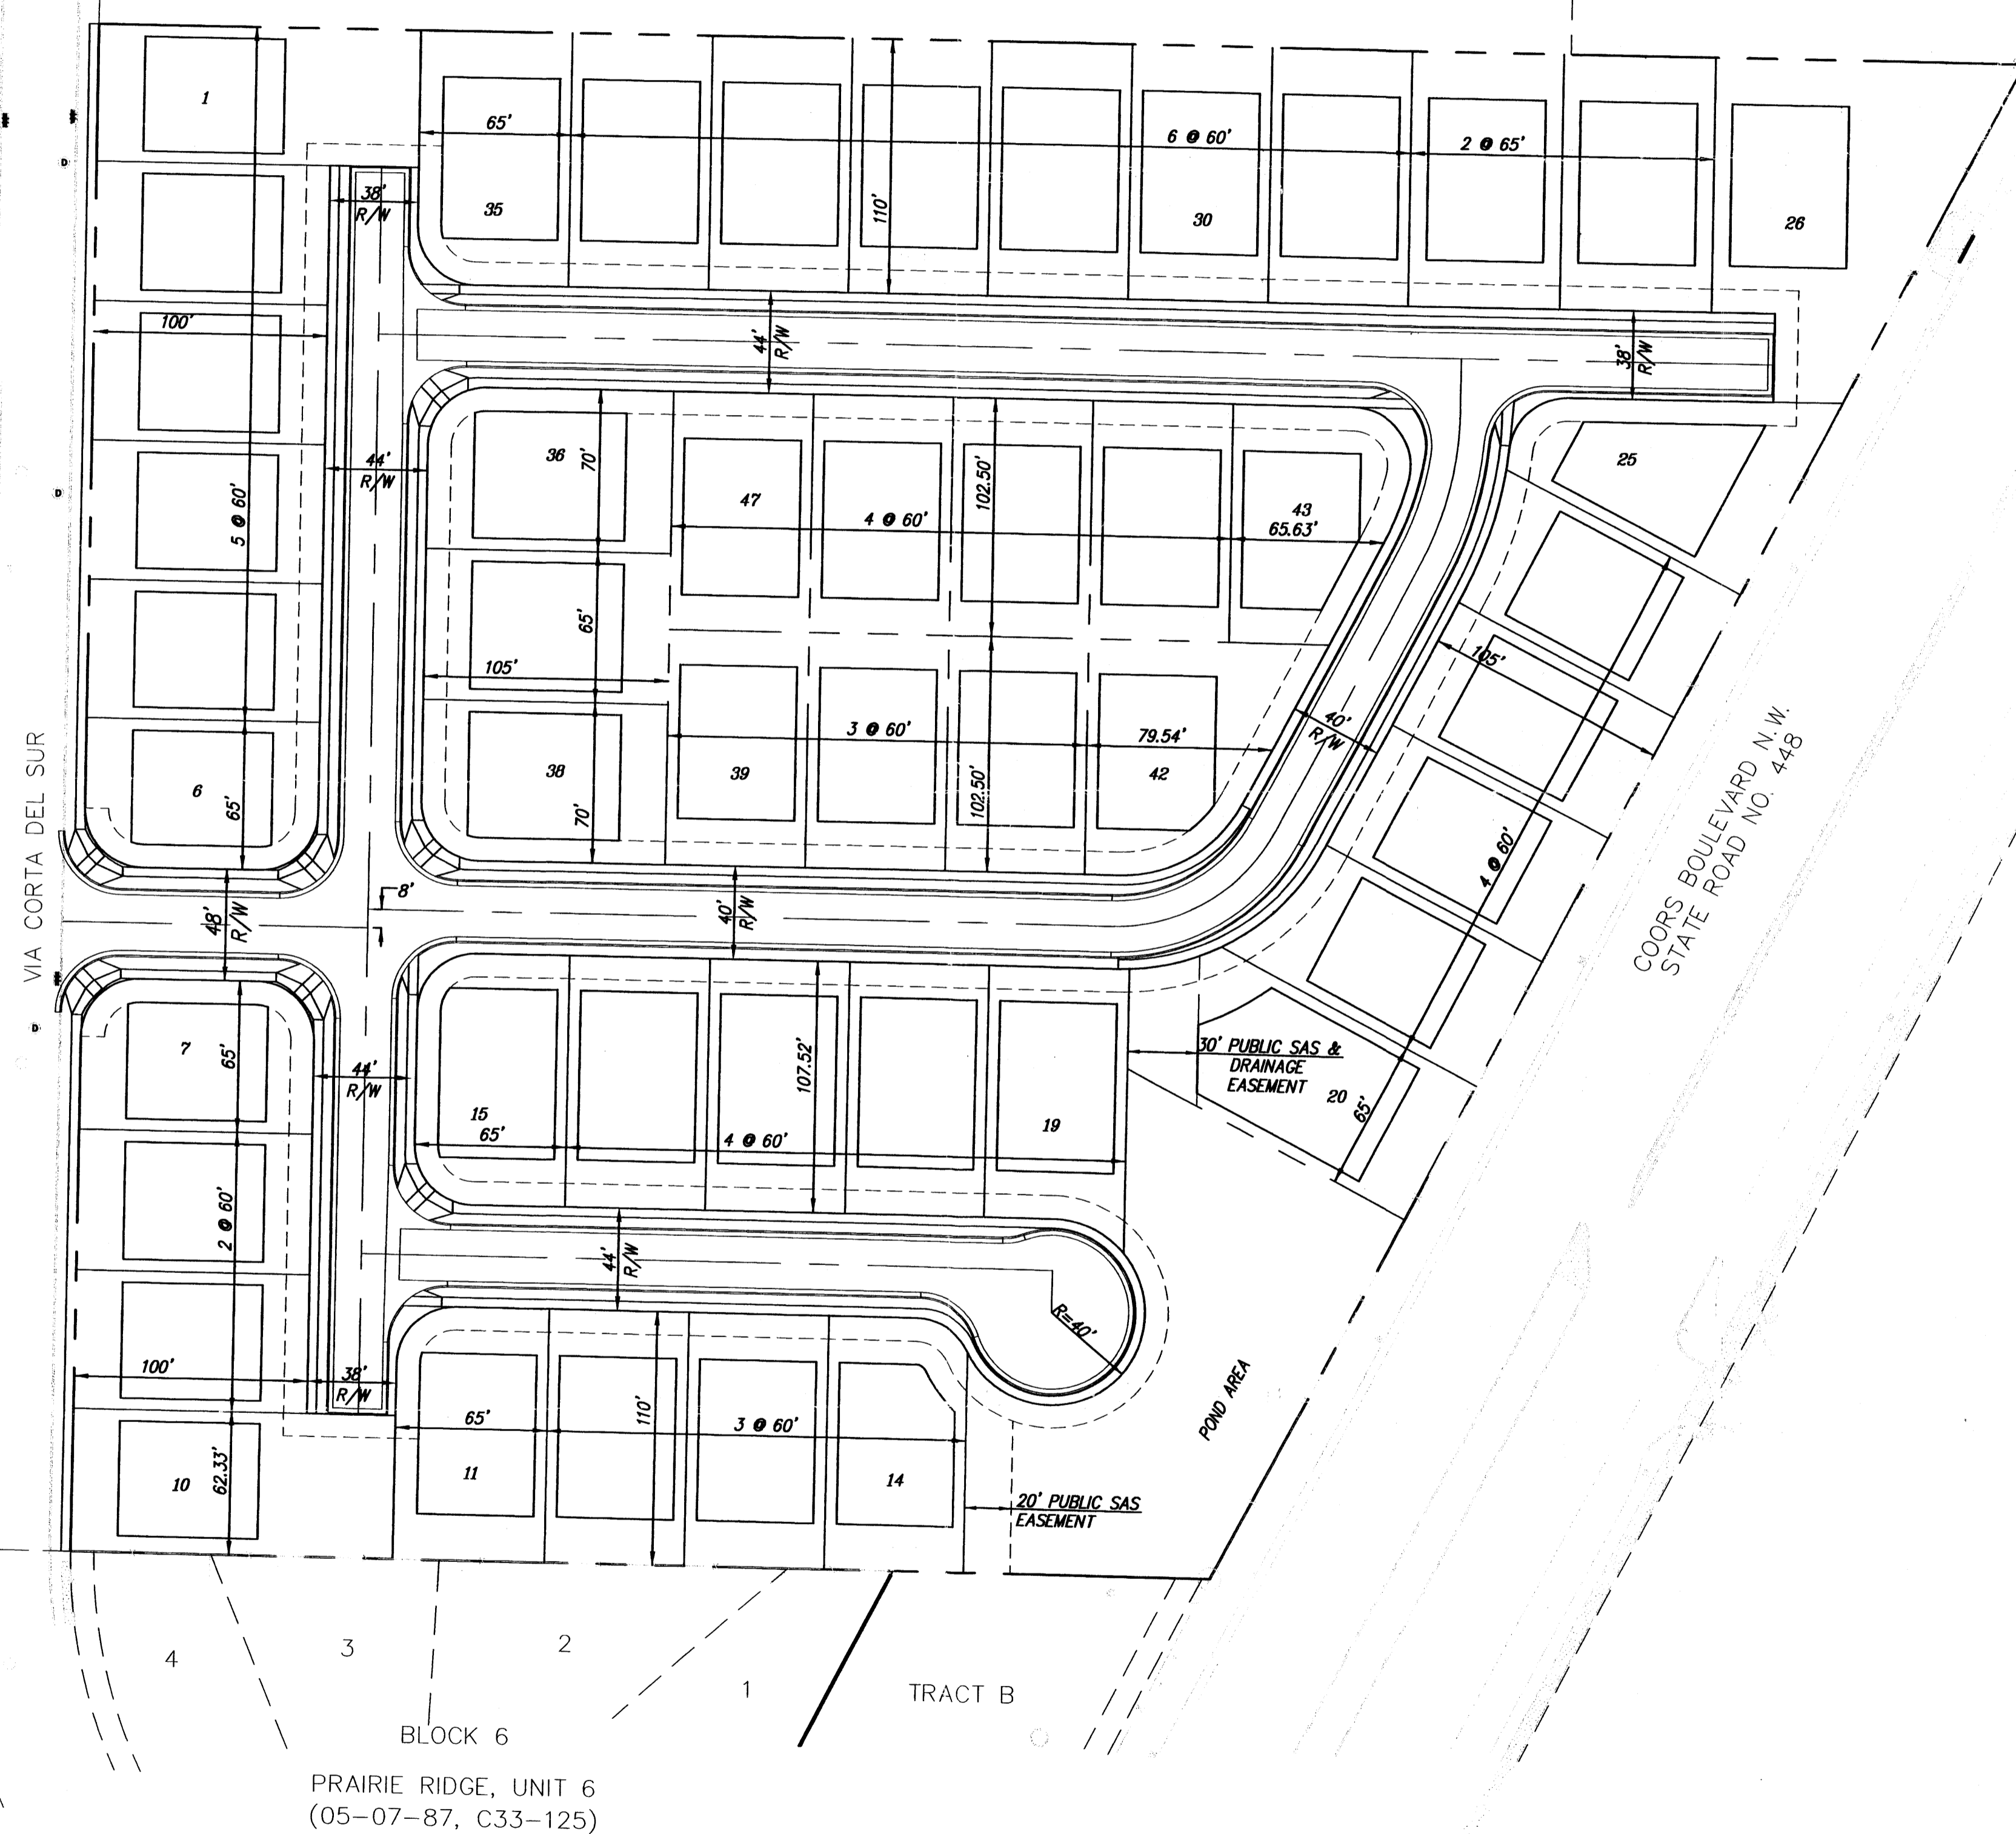 1
65'
6 @ 60'
2 @ 65'
38'
R/W
35
110'
30
26
100'
44'
R/W
38'
R/W
36
70'
44'
R/W
47
102.50'
43
65.63'
25
5 @ 60'
4 @ 60'
65'
105'
105'
38
70'
39
3 @ 60'
102.50'
79.54'
42
40'
R/W
6
65'
VIA CORTA DEL SUR
COORS BOULEVARD N.W.
STATE ROAD NO. 448
4 @ 60'
8'
48'
R/W
40'
R/W
7
65'
44'
R/W
107.52'
30' PUBLIC SAS &
DRAINAGE
EASEMENT
20
65'
15
65'
4 @ 60'
19
2 @ 60'
44'
R/W
R=40'
100'
38'
R/W
65'
110'
3 @ 60'
POND AREA
10
62.33'
11
14
20' PUBLIC SAS
EASEMENT
4
3
2
1
TRACT B
BLOCK 6
PRAIRIE RIDGE, UNIT 6
(05-07-87, C33-125)